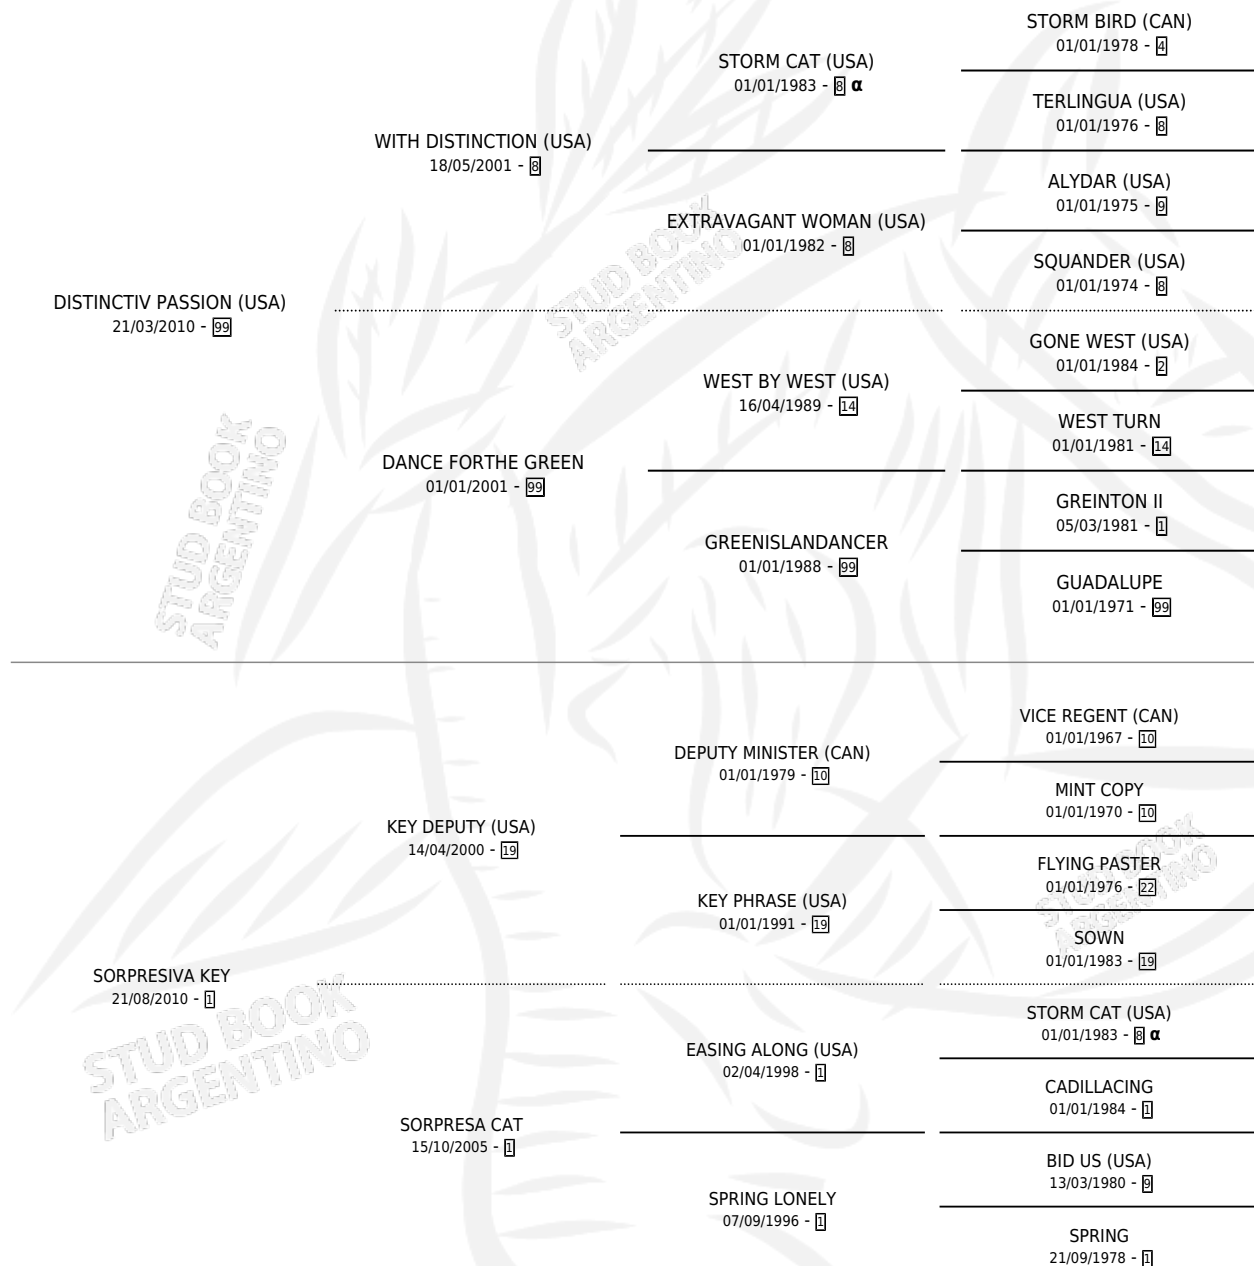 STORM BIRD (CAN)
01/01/1978 - 4
STORM CAT (USA)
01/01/1983 - 8 α
TERLINGUA (USA)
01/01/1976 - 8
WITH DISTINCTION (USA)
18/05/2001 - 8
ALYDAR (USA)
01/01/1975 - 9
EXTRAVAGANT WOMAN (USA)
01/01/1982 - 8
SQUANDER (USA)
01/01/1974 - 8
DISTINCTIV PASSION (USA)
21/03/2010 - 99
GONE WEST (USA)
01/01/1984 - 2
WEST BY WEST (USA)
16/04/1989 - 14
WEST TURN
01/01/1981 - 14
DANCE FORTHE GREEN
01/01/2001 - 99
GREINTON II
05/03/1981 - 1
GREENISLANDANCER
01/01/1988 - 99
GUADALUPE
01/01/1971 - 99
VICE REGENT (CAN)
01/01/1967 - 10
DEPUTY MINISTER (CAN)
01/01/1979 - 10
MINT COPY
01/01/1970 - 10
KEY DEPUTY (USA)
14/04/2000 - 19
FLYING PASTER
01/01/1976 - 22
KEY PHRASE (USA)
01/01/1991 - 19
SOWN
01/01/1983 - 19
SORPRESIVA KEY
21/08/2010 - 1
STORM CAT (USA)
01/01/1983 - 8 α
EASING ALONG (USA)
02/04/1998 - 1
CADILLACING
01/01/1984 - 1
SORPRESA CAT
15/10/2005 - 1
BID US (USA)
13/03/1980 - 9
SPRING LONELY
07/09/1996 - 1
SPRING
21/09/1978 - 1
STUD BOOK
ARGENTINO
STUD BOOK
ARGENTINO
STUD BOOK
ARGENTINO
STUD BOOK
ARGENTINO